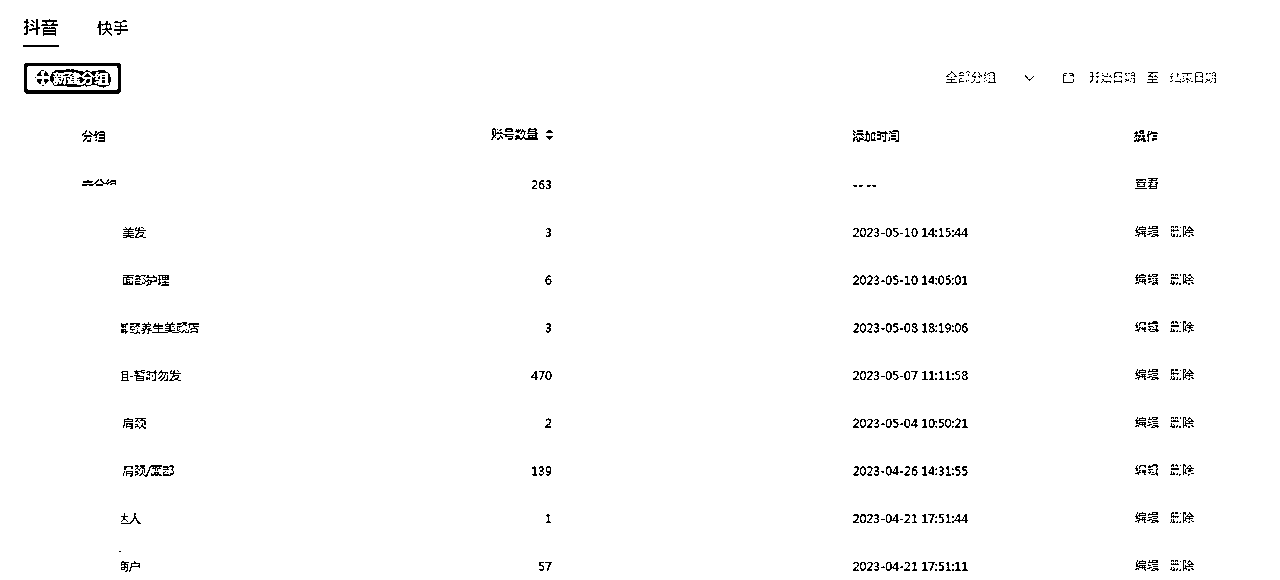 抖音 快手
新建分组 全部分组 开始日期 至 结束日期
分组 账号数量 添加时间 操作
263 -- -- 查看
美发 3 2023-05-10 14:15:44 编辑 删除
面部护理 6 2023-05-10 14:05:01 编辑 删除
养生美颜店 3 2023-05-08 18:19:06 编辑 删除
-暂时勿发 470 2023-05-07 11:11:58 编辑 删除
肩颈 2 2023-05-04 10:50:21 编辑 删除
肩颈/面部 139 2023-04-26 14:31:55 编辑 删除
达人 1 2023-04-21 17:51:44 编辑 删除
商户 57 2023-04-21 17:51:11 编辑 删除